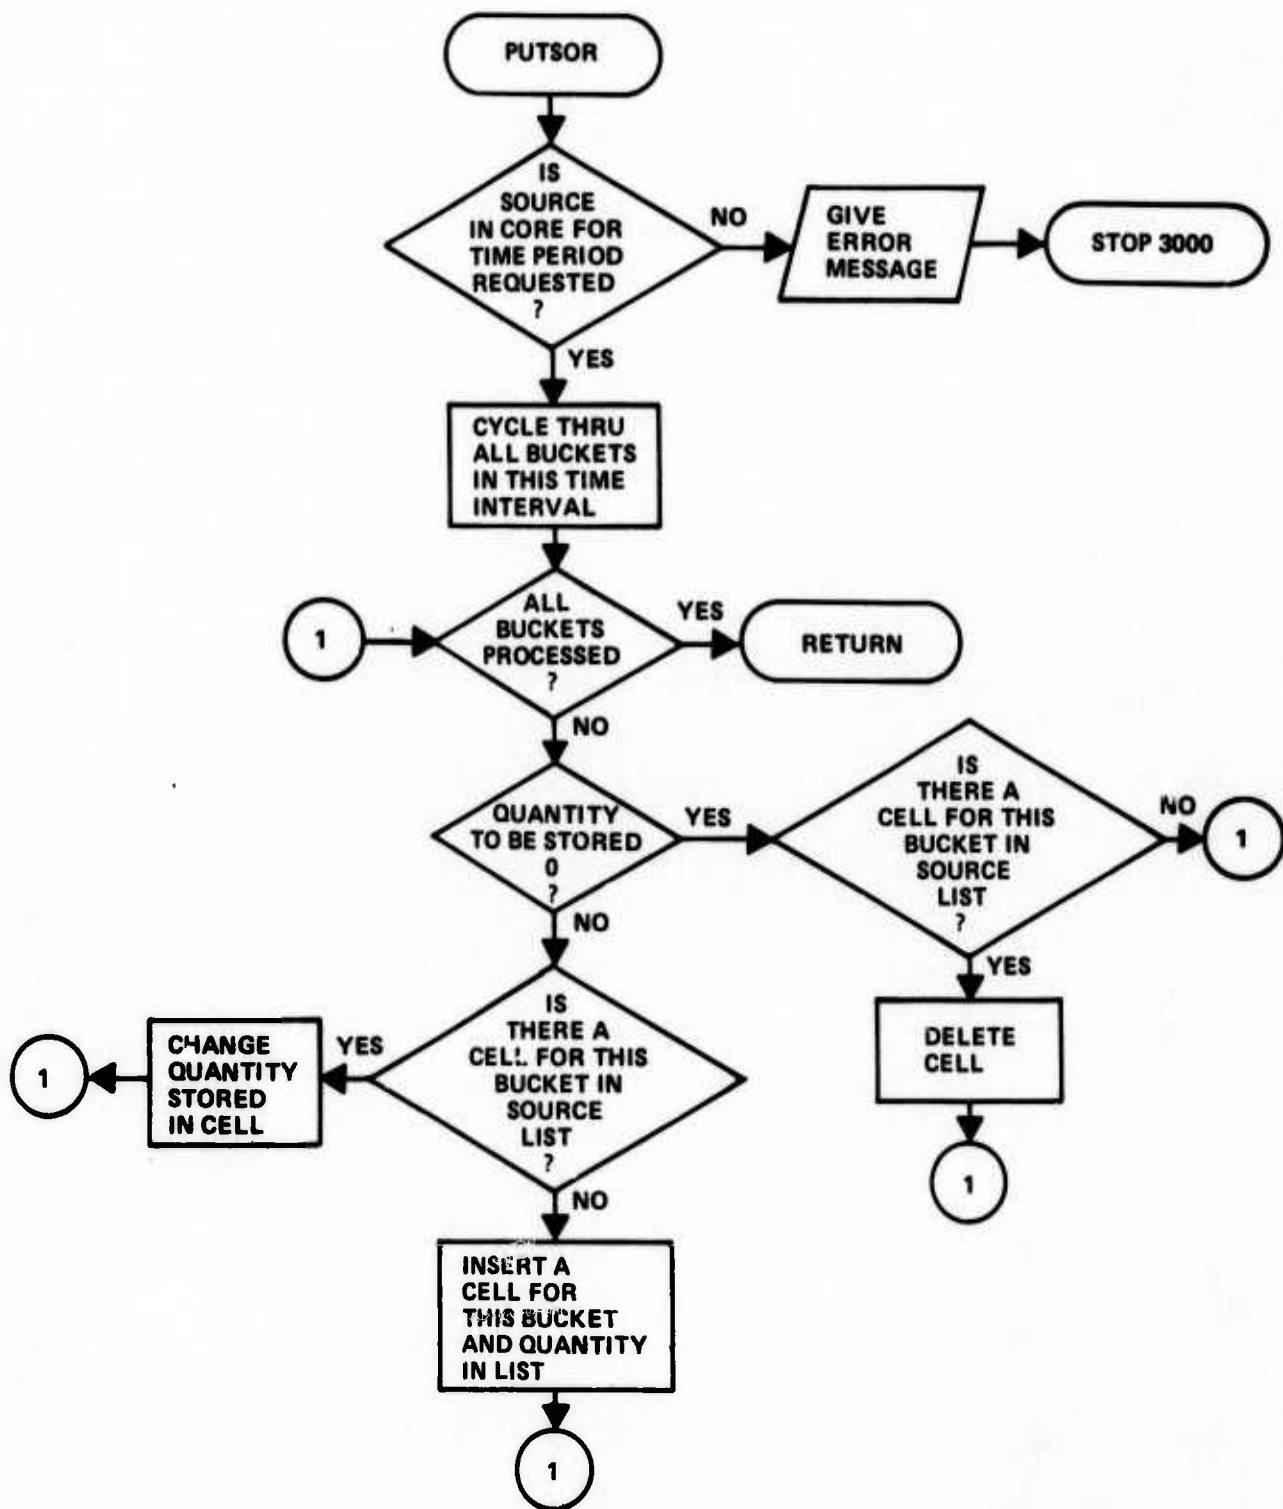 PUTSOR
IS
SOURCE
IN CORE FOR
TIME PERIOD
REQUESTED
?
NO
GIVE
ERROR
MESSAGE
STOP 3000
YES
CYCLE THRU
ALL BUCKETS
IN THIS TIME
INTERVAL
1
ALL
BUCKETS
PROCESSED
?
YES
RETURN
NO
QUANTITY
TO BE STORED
0
?
YES
IS
THERE A
CELL FOR THIS
BUCKET IN
SOURCE
LIST
?
NO
1
YES
DELETE
CELL
1
NO
IS
THERE A
CELL FOR THIS
BUCKET IN
SOURCE
LIST
?
YES
CHANGE
QUANTITY
STORED
IN CELL
1
NO
INSERT A
CELL FOR
THIS BUCKET
AND QUANTITY
IN LIST
1